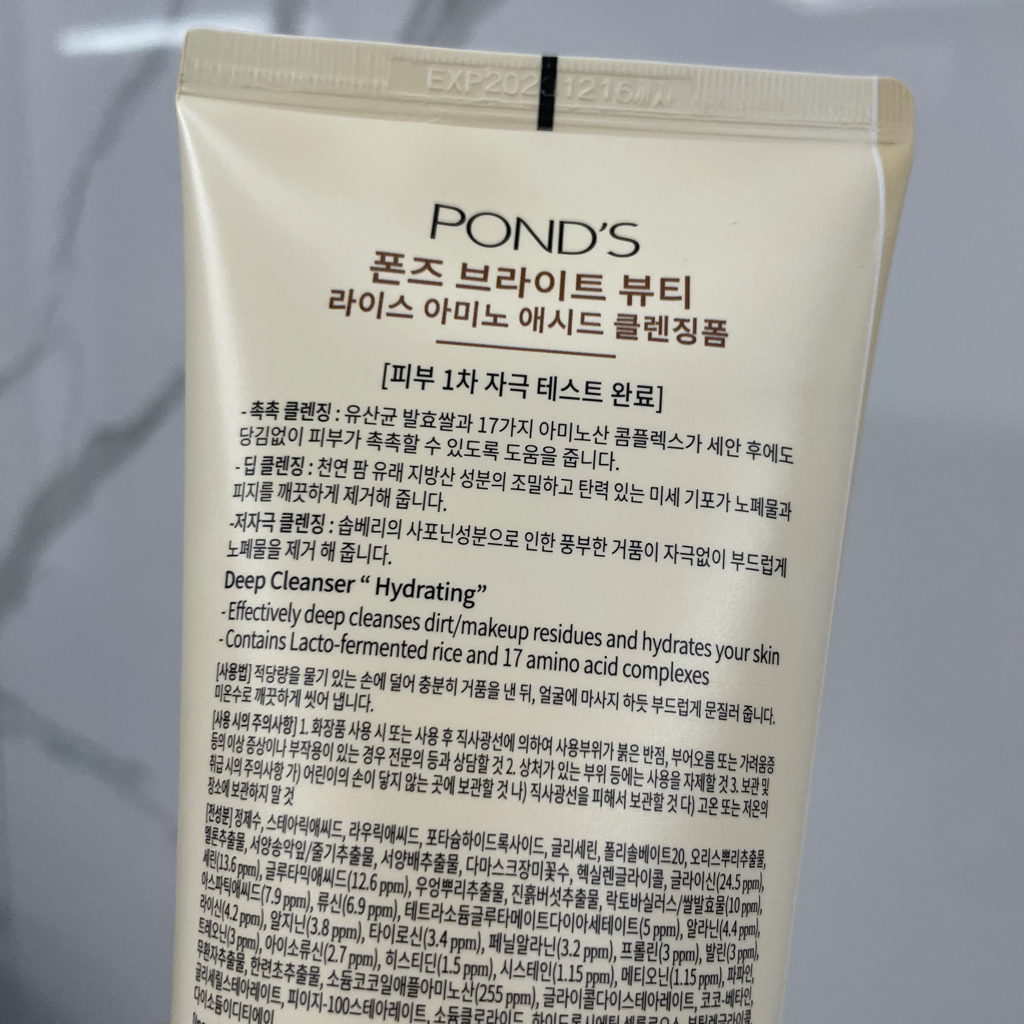 1216
POND'S
폰즈 브라이트 뷰티
라이스 아미노 애시드 클렌징폼
[피부 1차 자극 테스트 완료]
- 촉촉 클렌징 : 유산균 발효쌀과 17가지 아미노산 콤플렉스가 세안 후에도
당김없이 피부가 촉촉할 수 있도록 도움을 줍니다.
- 딥 클렌징 : 천연 팜 유래 지방산 성분의 조밀하고 탄력 있는 미세 기포가 노폐물과
피지를 깨끗하게 제거해 줍니다.
-저자극 클렌징 : 솝베리의 사포닌성분으로 인한 풍부한 거품이 자극없이 부드럽게
노폐물을 제거 해 줍니다.
Deep Cleanser “ Hydrating”
- Effectively deep cleanses dirt/makeup residues and hydrates your skin
- Contains Lacto-fermented rice and 17 amino acid complexes
[사용법] 적당량을 물기 있는 손에 덜어 충분히 거품을 낸 뒤, 얼굴에 마사지 하듯 부드럽게 문질러 줍니다.
미온수로 깨끗하게 씻어 냅니다.
[사용 시의 주의사항] 1. 화장품 사용 시 또는 사용 후 직사광선에 의하여 사용부위가 붉은 반점, 부어오름 또는 가려움증
등의 이상 증상이나 부작용이 있는 경우 전문의 등과 상담할 것 2. 상처가 있는 부위 등에는 사용을 자제할 것 3. 보관 및
취급 시의 주의사항 가) 어린이의 손이 닿지 않는 곳에 보관할 것 나) 직사광선을 피해서 보관할 것 다) 고온 또는 저온의
장소에 보관하지 말 것
[전성분] 정제수, 스테아릭애씨드, 라우릭애씨드, 포타슘하이드록사이드, 글리세린, 폴리솔베이트20, 오리스뿌리추출물,
멜론추출물, 서양송악잎/줄기추출물, 서양배추출물, 다마스크장미꽃수, 헥실렌글라이콜, 글라이신(24.5 ppm),
세린(13.6 ppm), 글루타믹애씨드(12.6 ppm), 우엉뿌리추출물, 진흙버섯추출물, 락토바실러스/쌀발효물(10 ppm),
아스파틱애씨드(7.9 ppm), 류신(6.9 ppm), 테트라소듐글루타메이트다이아세테이트(5 ppm), 알라닌(4.4 ppm),
라이신(4.2 ppm), 알지닌(3.8 ppm), 타이로신(3.4 ppm), 페닐알라닌(3.2 ppm), 프롤린(3 ppm), 발린(3 ppm),
트레오닌(3 ppm), 아이소류신(2.7 ppm), 히스티딘(1.5 ppm), 시스테인(1.15 ppm), 메티오닌(1.15 ppm), 파파인,
무환자추출물, 한련초추출물, 소듐코코일애플아미노산(255 ppm), 글라이콜다이스테아레이트, 코코-베타인,
글리세릴스테아레이트, 피이지-100스테아레이트, 소듐클로라이드, 하이드록시에틸셀룰로오스, 부틸렌글라이콜,
다이소듐이디티에이